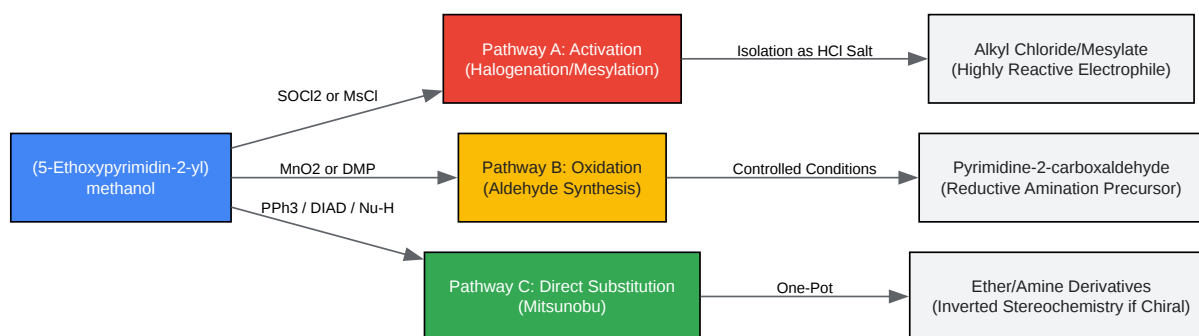 (5-Ethoxypyrimidin-2-yl)
methanol
SOCl2 or MsCl
Pathway A: Activation
(Halogenation/Mesylation)
Isolation as HCl Salt
Alkyl Chloride/Mesylate
(Highly Reactive Electrophile)
MnO2 or DMP
Pathway B: Oxidation
(Aldehyde Synthesis)
Controlled Conditions
Pyrimidine-2-carboxaldehyde
(Reductive Amination Precursor)
PPh3 / DIAD / Nu-H
Pathway C: Direct Substitution
(Mitsunobu)
One-Pot
Ether/Amine Derivatives
(Inverted Stereochemistry if Chiral)